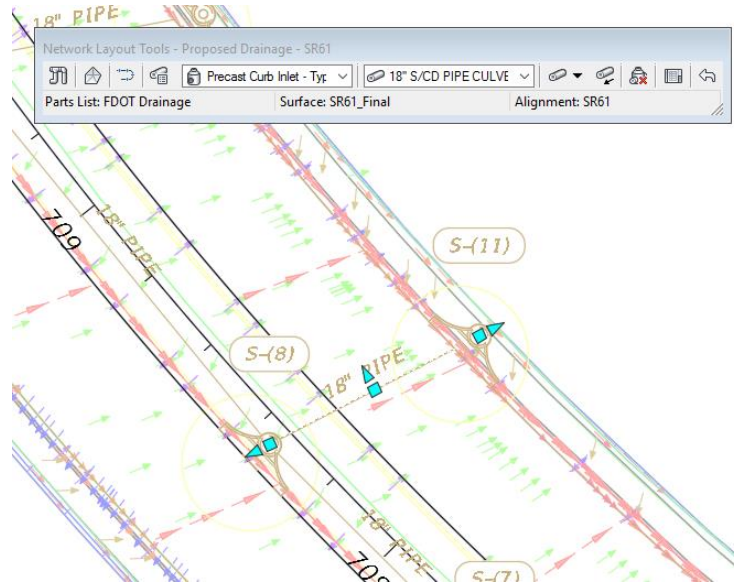 18" PIPE
Network Layout Tools - Proposed Drainage - SR61
Precast Curb Inlet - Typ
18" S/CD PIPE CULVE
Parts List: FDOT Drainage
Surface: SR61_Final
Alignment: SR61
709
18" PIPE
S-(11)
S-(8)
18" PIPE
18" PIPE
708
S-(7)